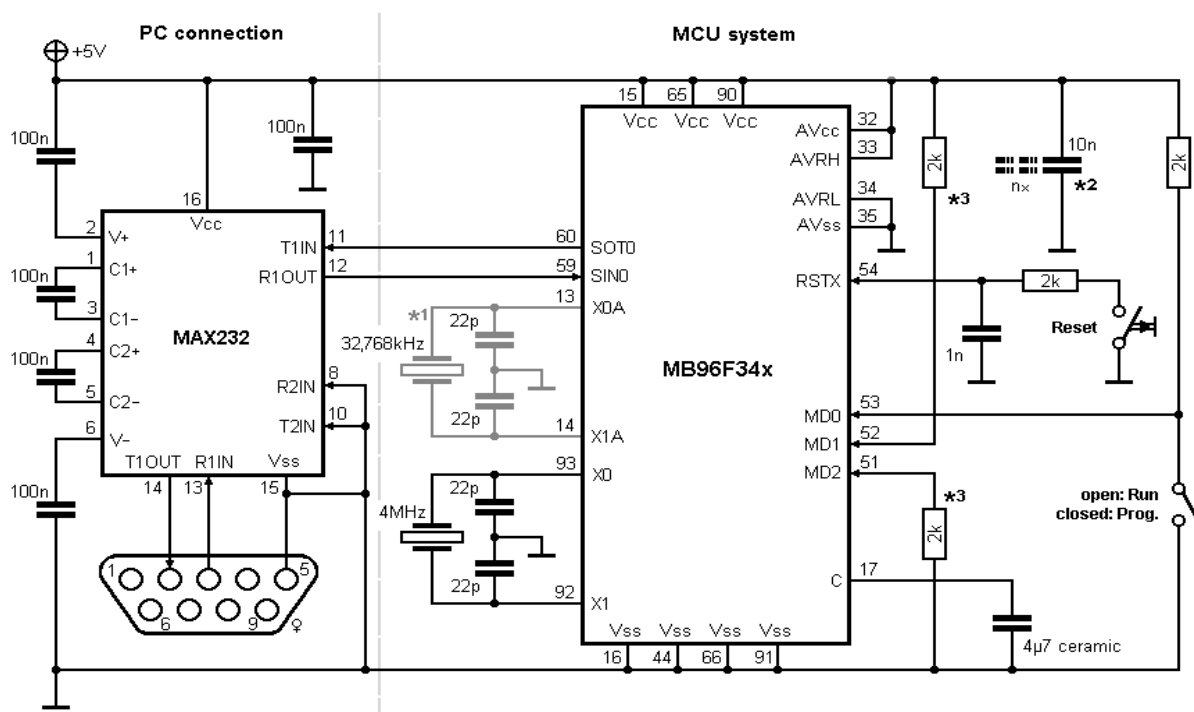 PC connection
MCU system
+5V
100n
100n
16
Vcc
2
V+
1
C1+
100n
3
C1−
4
C2+
100n
5
C2−
6
V−
100n
MAX232
T1IN
11
R1OUT
12
R2IN
8
T2IN
10
T1OUT
R1IN
Vss
14
13
15
1
5
6
9
♀
15
65
90
Vcc
Vcc
Vcc
60
SOT0
59
SIN0
13
X0A
*1
22p
32,768kHz
22p
14
X1A
93
X0
22p
4MHz
22p
92
X1
MB96F34x
AVcc
32
AVRH
33
AVRL
34
AVss
35
RSTX
54
MD0
53
MD1
52
MD2
51
C
17
Vss
Vss
Vss
Vss
16
44
66
91
2k
*3
10n
nx
*2
2k
2k
Reset
1n
*3
2k
open: Run
closed: Prog.
4µ7 ceramic